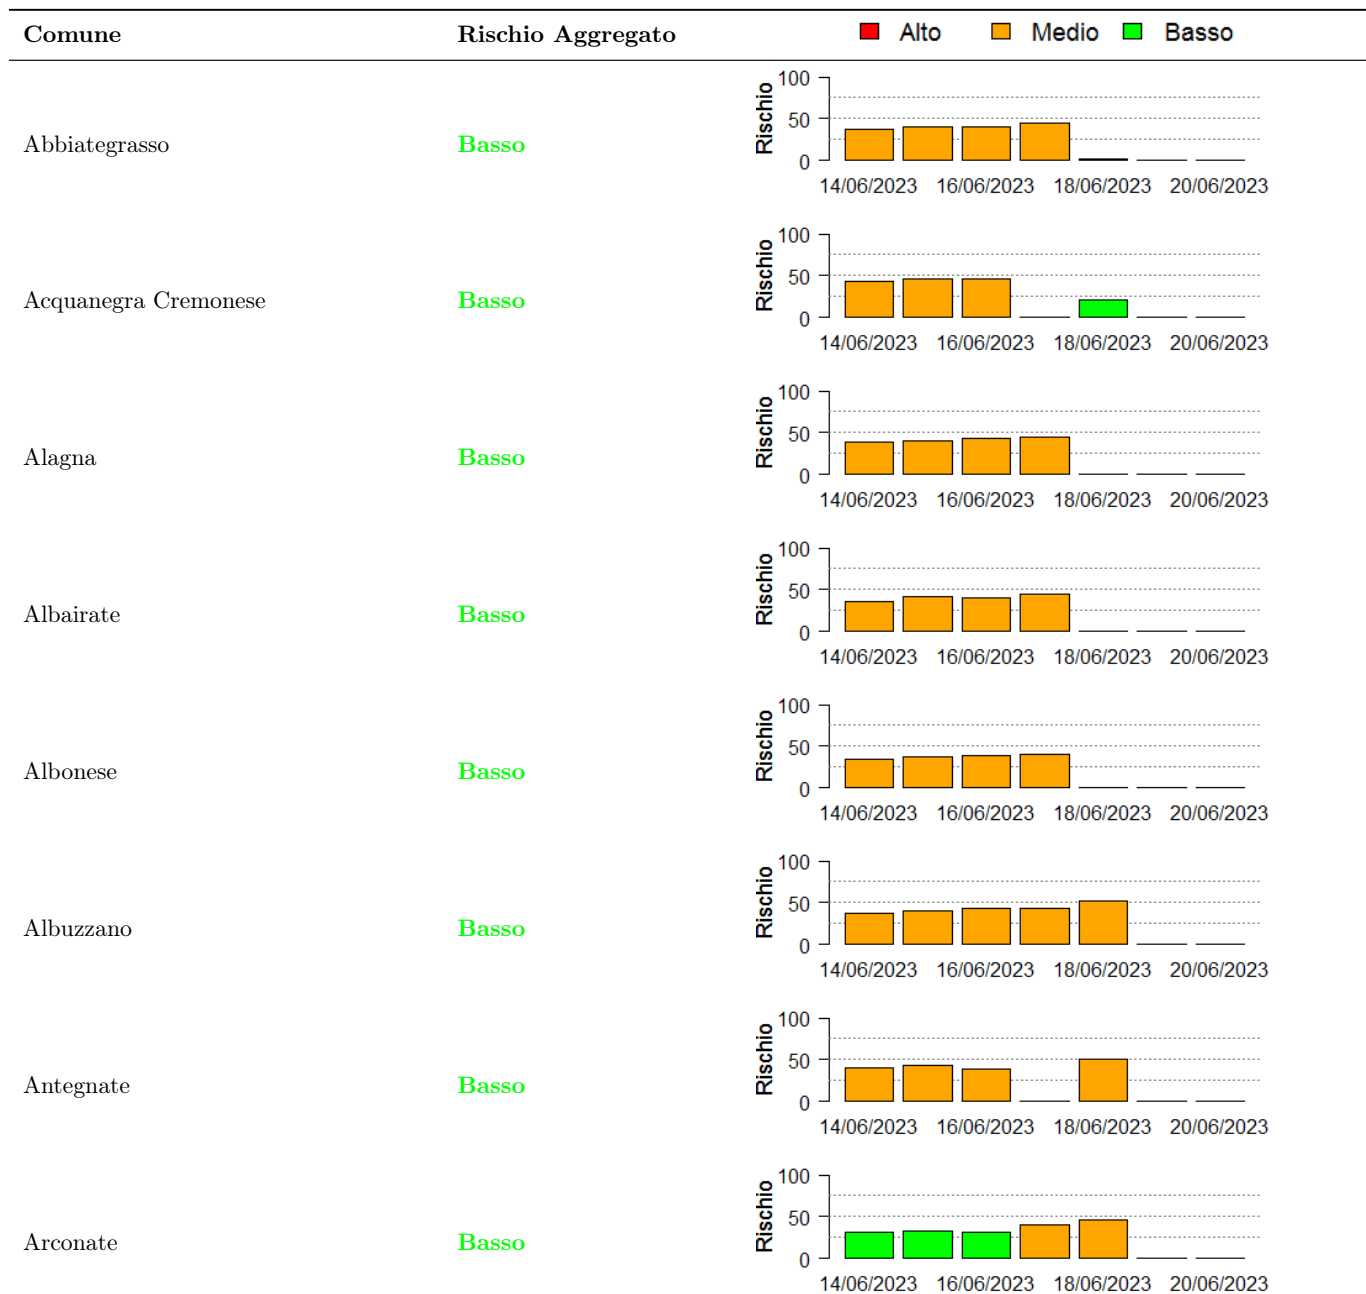 Comune Rischio Aggregato Alto Medio Basso
100
Rischio
50
Abbiategrasso Basso
0
14/06/2023 16/06/2023 18/06/2023 20/06/2023
100
Rischio
50
Acquanegra Cremonese Basso
0
14/06/2023 16/06/2023 18/06/2023 20/06/2023
100
Rischio
50
Alagna Basso
0
14/06/2023 16/06/2023 18/06/2023 20/06/2023
100
Rischio
50
Albairate Basso
0
14/06/2023 16/06/2023 18/06/2023 20/06/2023
100
Rischio
50
Albonese Basso
0
14/06/2023 16/06/2023 18/06/2023 20/06/2023
100
Rischio
50
Albuzzano Basso
0
14/06/2023 16/06/2023 18/06/2023 20/06/2023
100
Rischio
50
Antegnate Basso
0
14/06/2023 16/06/2023 18/06/2023 20/06/2023
100
Rischio
50
Arconate Basso
0
14/06/2023 16/06/2023 18/06/2023 20/06/2023